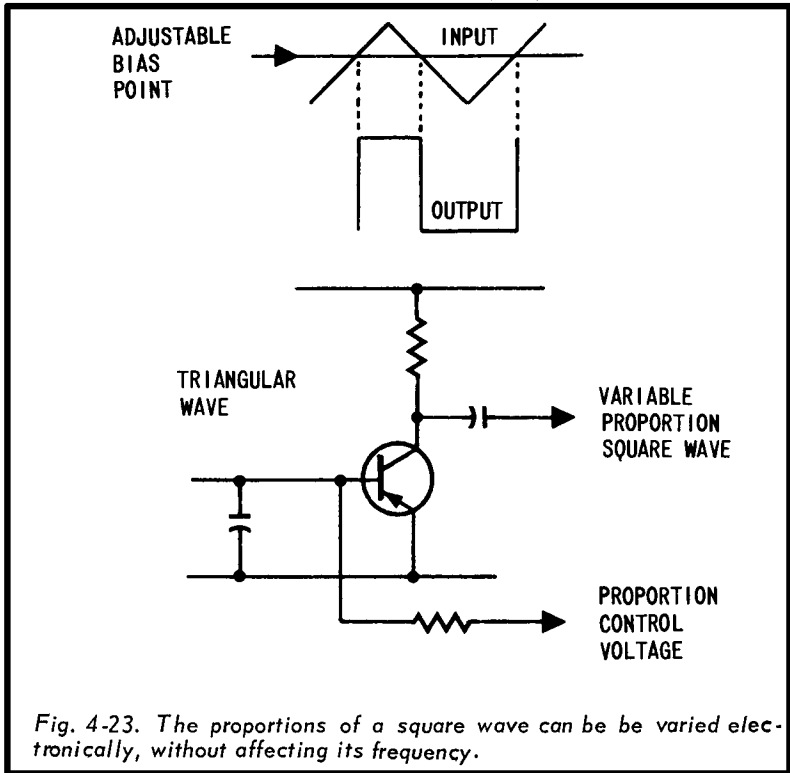 ADJUSTABLE
BIAS
POINT
INPUT
OUTPUT
TRIANGULAR
WAVE
VARIABLE
PROPORTION
SQUARE WAVE
PROPORTION
CONTROL
VOLTAGE
Fig. 4-23. The proportions of a square wave can be be varied elec-
tronically, without affecting its frequency.